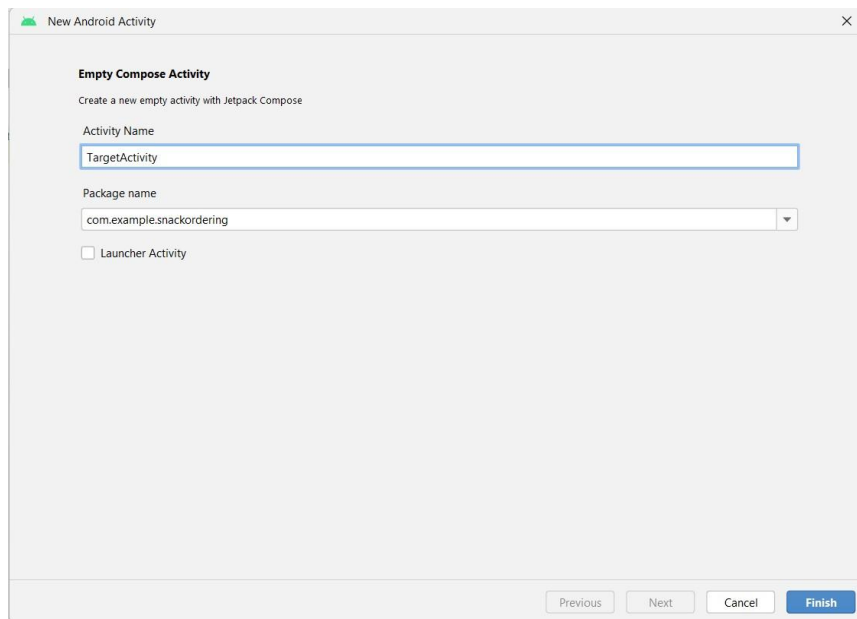 New Android Activity
Empty Compose Activity
Create a new empty activity with Jetpack Compose
Activity Name
TargetActivity
Package name
com.example.snackordering
Launcher Activity
Previous Next Cancel Finish